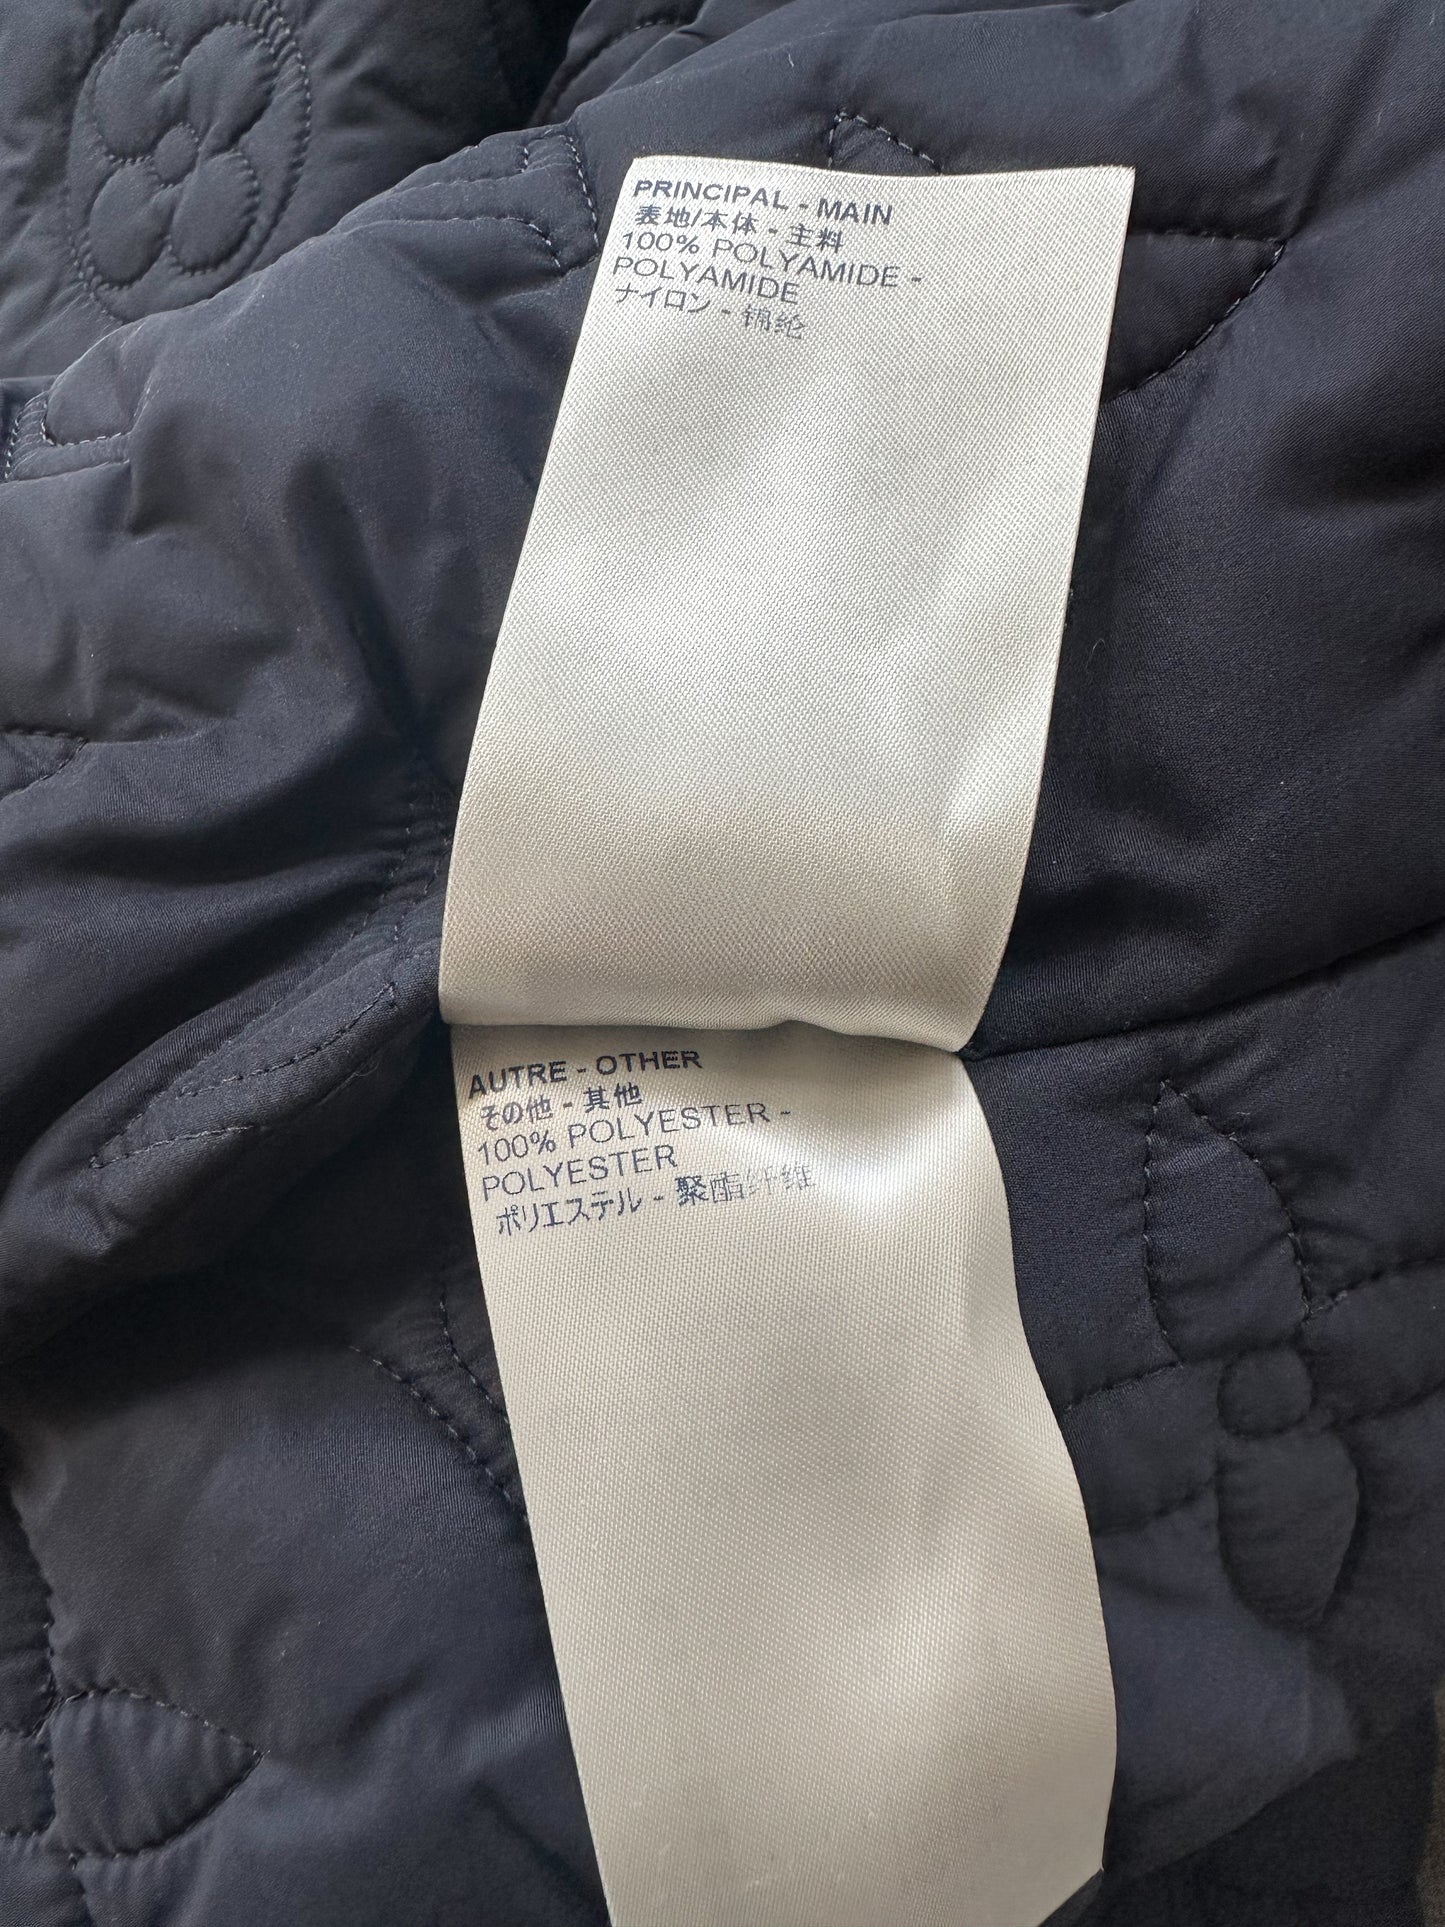 PRINCIPAL - MAIN
表地/本体 - 主料
100% POLYAMIDE -
POLYAMIDE
ナイロン - 锦纶
AUTRE - OTHER
その他 - 其他
100% POLYESTER -
POLYESTER
ポリエステル - 聚酯纤维